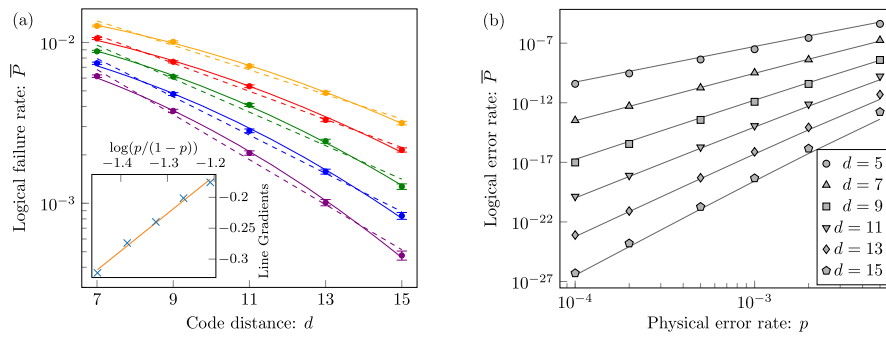 (a)
Logical failure rate: P̅
10⁻²
10⁻³
7 9 11 13 15
Code distance: d
log(p/(1 − p))
−1.4 −1.3 −1.2
−0.2
−0.25
−0.3
Line Gradients
(b)
Logical error rate: P̅
10⁻⁷
10⁻¹²
10⁻¹⁷
10⁻²²
10⁻²⁷
10⁻⁴ 10⁻³
Physical error rate: p
d = 5
d = 7
d = 9
d = 11
d = 13
d = 15